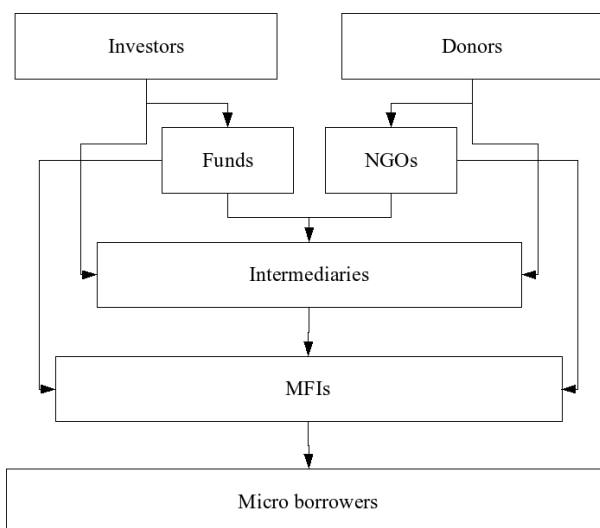 Investors
Donors
Funds
NGOs
Intermediaries
MFIs
Micro borrowers